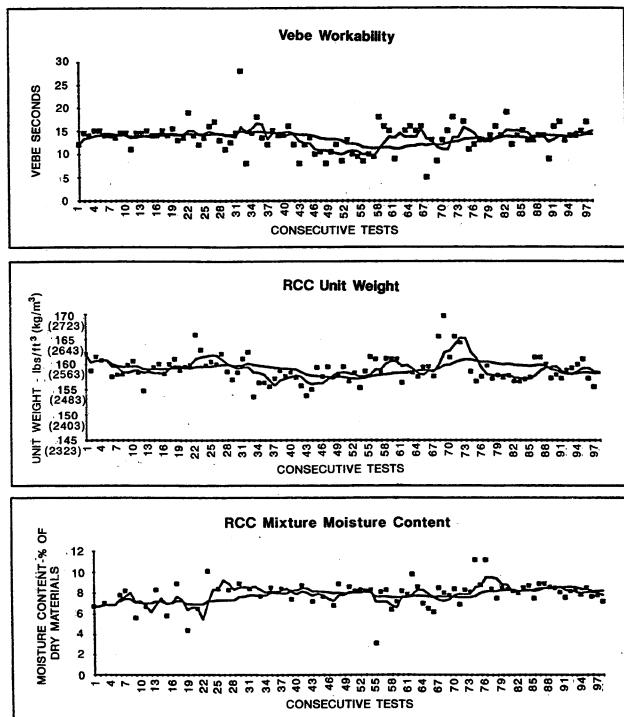 Vebe Workability
30
25
20
15
10
5
0
VEBE SECONDS
1 4 7 10 13 16 19 22 25 28 31 34 37 40 43 46 49 52 55 58 61 64 67 70 73 76 79 82 85 88 91 94 97
CONSECUTIVE TESTS
RCC Unit Weight
UNIT WEIGHT - lbs/ft³ (kg/m³)
170
(2723)
165
(2643)
160
(2563)
155
(2483)
150
(2403)
145
(2323)
1 4 7 10 13 16 19 22 25 28 31 34 37 40 43 46 49 52 55 58 61 64 67 70 73 76 79 82 85 88 91 94 97
CONSECUTIVE TESTS
RCC Mixture Moisture Content
MOISTURE CONTENT-% OF
DRY MATERIALS
12
10
8
6
4
2
0
1 4 7 10 13 16 19 22 25 28 31 34 37 40 43 46 49 52 55 58 61 64 67 70 73 76 79 82 85 88 91 94 97
CONSECUTIVE TESTS